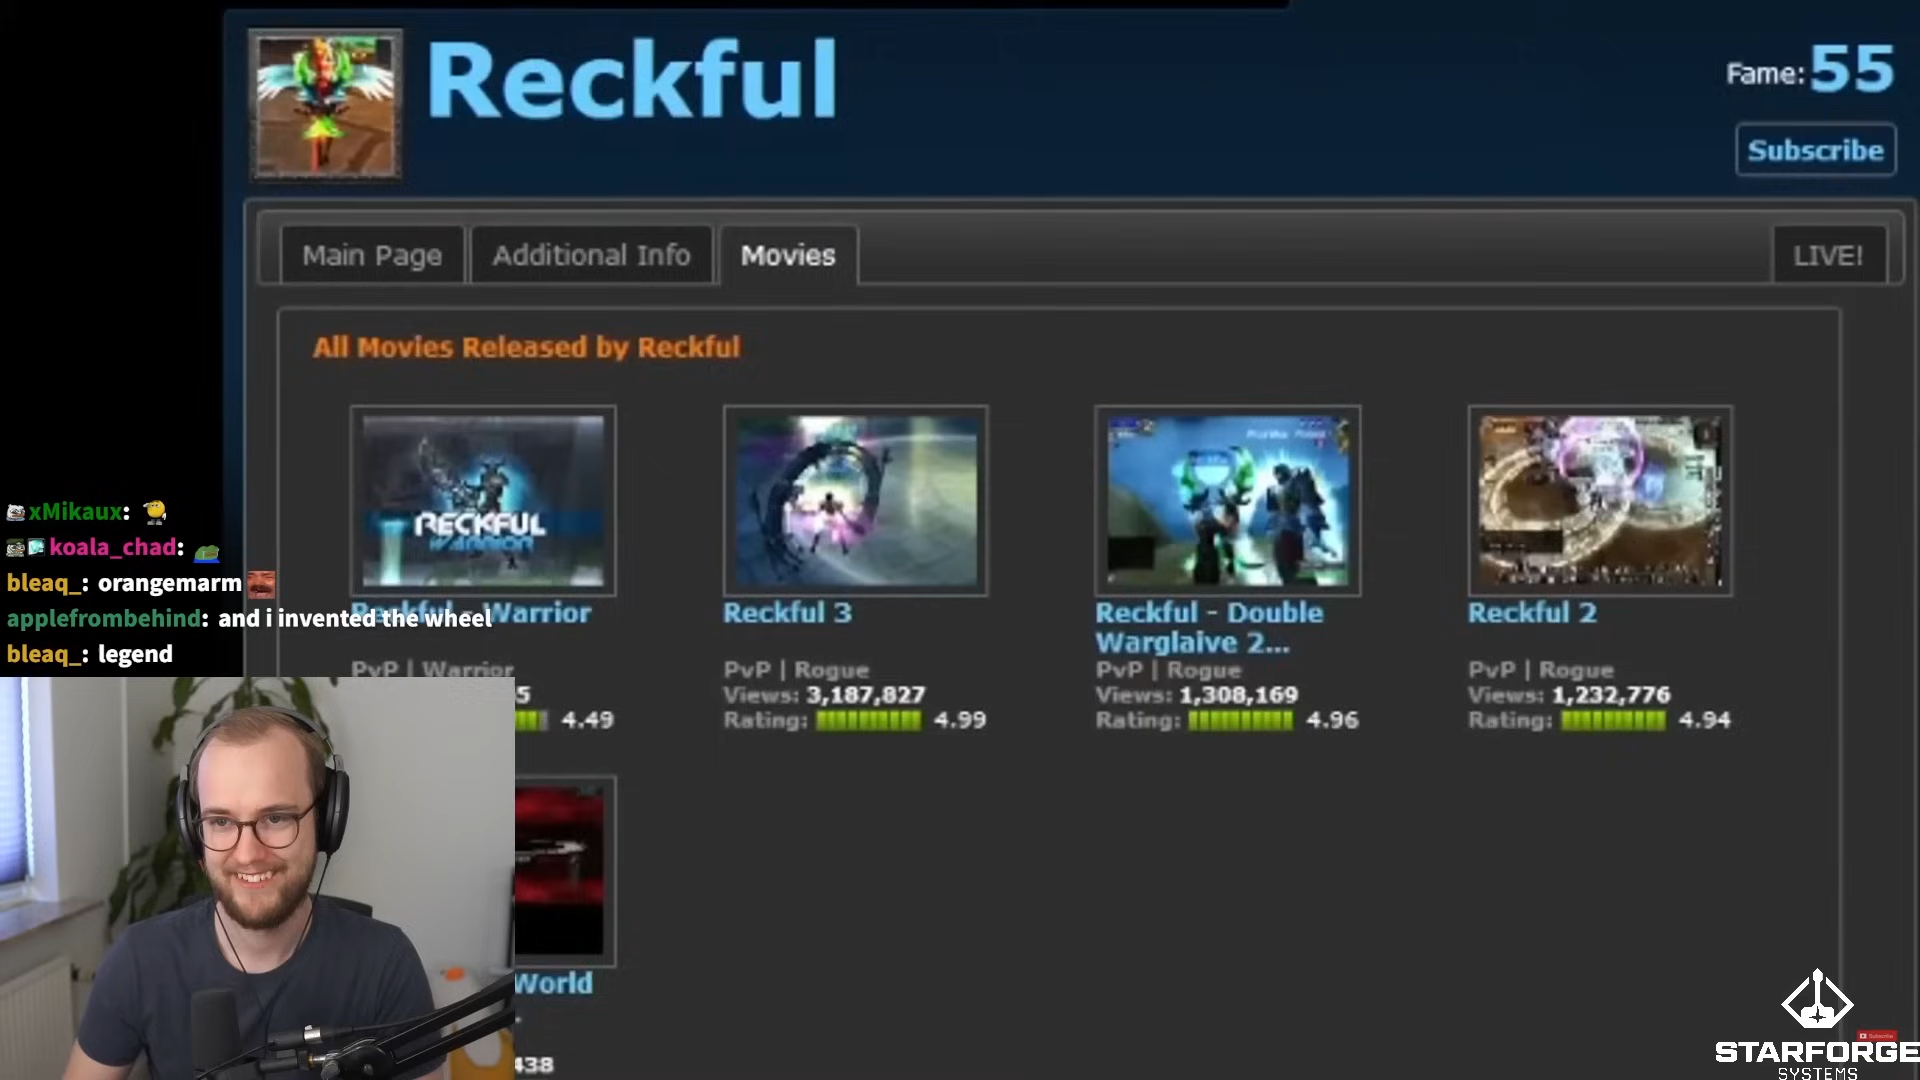 Reckful
Fame: 55
Subscribe
Main Page
Additional Info
Movies
LIVE!
All Movies Released by Reckful
RECKFUL
WARRIOR
xMikaux:
koala_chad:
bleaq_: orangemarm
applefrombehind: and i invented the wheel
bleaq_: legend
Reckful - Warrior
PvP | Warrior
5
4.49
Reckful 3
PvP | Rogue
Views: 3,187,827
Rating: 4.99
Reckful - Double
Warglaive 2...
PvP | Rogue
Views: 1,308,169
Rating: 4.96
Reckful 2
PvP | Rogue
Views: 1,232,776
Rating: 4.94
World
438
STARFORGE
SYSTEMS